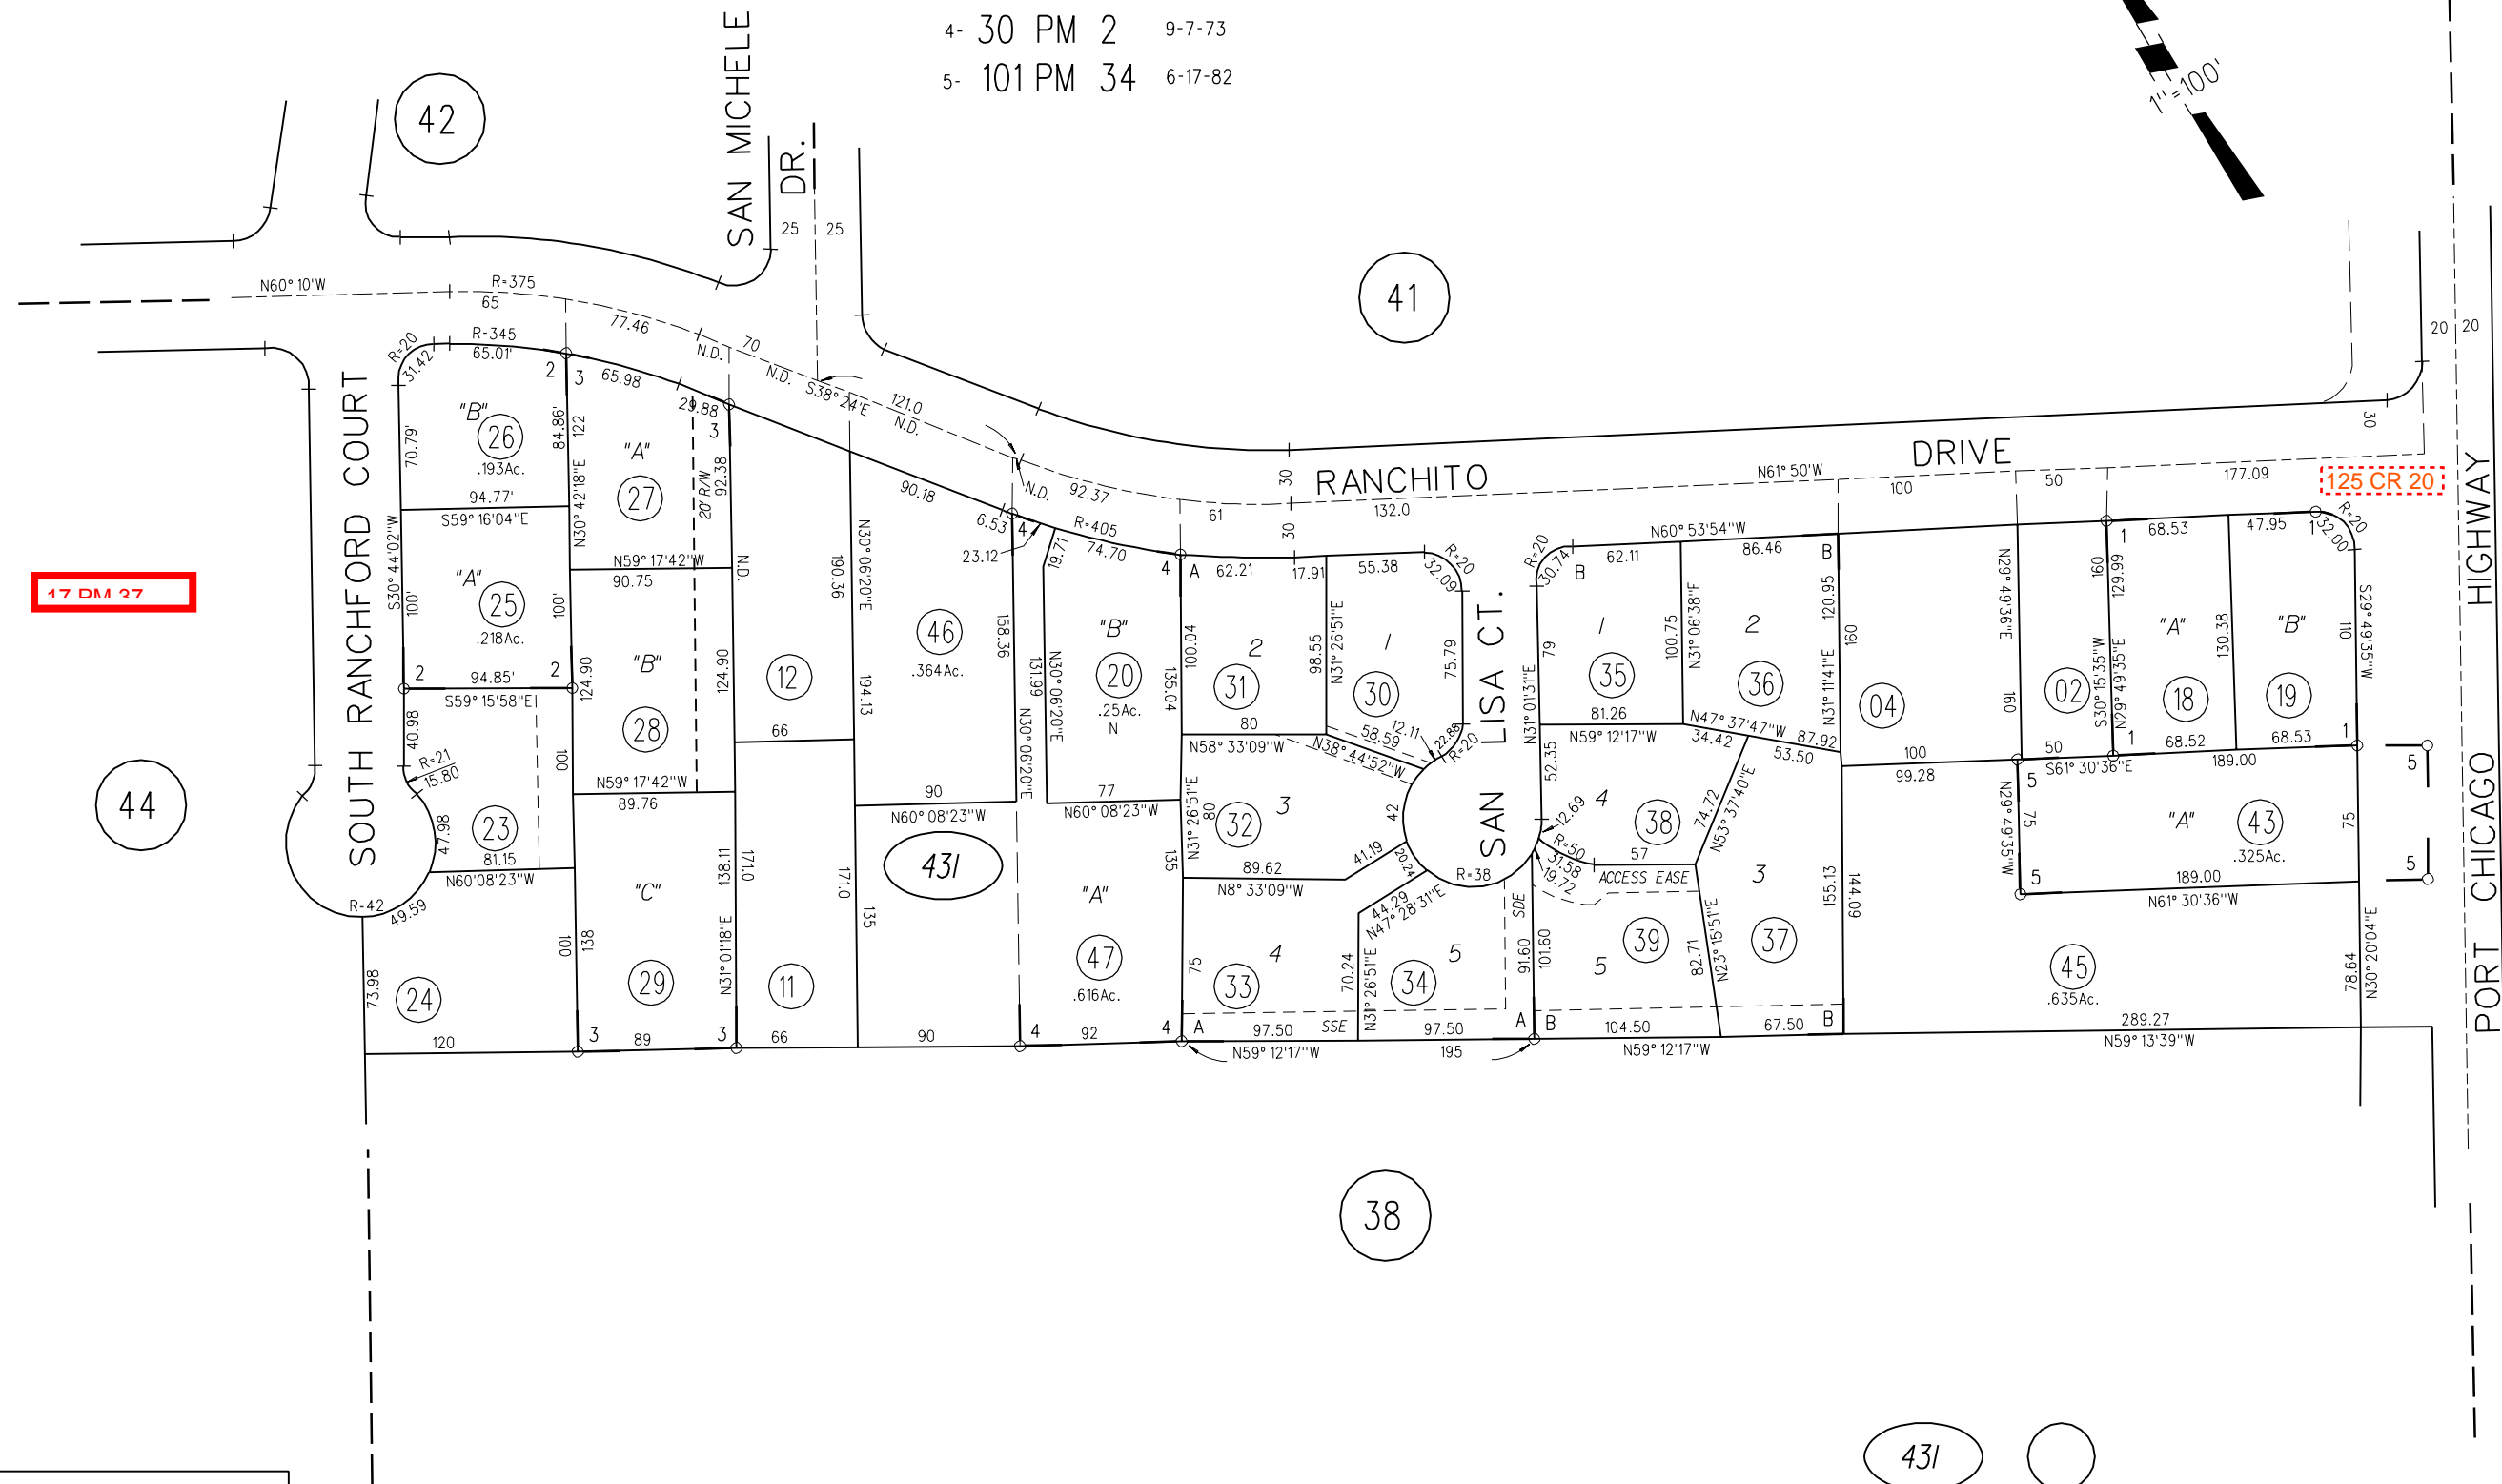 4- 30 PM 2 9-7-73
5- 101 PM 34 6-17-82
1"=100'
42
SAN MICHELE
DR.
25 25
41
20 20
N60°10'W
R=375
65
77.46
70
N.D.
N.D.
S38°24'E
121.0
N.D.
N.D.
92.37
61
30
30
132.0
RANCHITO
DRIVE
N61°50'W
100
50
177.09
30
125 CR 20
HIGHWAY
PORT CHICAGO
17 PM 37
SOUTH RANCHFORD COURT
44
R=20
31.42
R=345
65.01'
2
3
65.98
29.88
3
"B"
26
.193Ac.
70.79'
84.86'
122
94.77'
S59°16'04"E
N30°42'18"E
S30°44'02"W
"A"
25
.218Ac.
100'
100'
94.85'
2
2
S59°15'58"E
40.98
R=21
15.80
23
47.98
81.15
N60°08'23"W
R=42
49.59
73.98
24
120
100
100
"A"
27
20' R/W
92.38
N59°17'42"W
90.75
N.D.
"B"
28
124.90
124.90
N59°17'42"W
89.76
"C"
29
138
138.11
N31°01'18"E
3
89
3
12
66
171.0
11
66
190.36
N30°06'20"E
194.13
171.0
135
90.18
6.53
46
.364Ac.
158.36
90
N60°08'23"W
431
90
4
23.12
19.71
R=405
74.70
4
A
"B"
20
.25Ac.
N
131.99
N30°06'20"E
N30°06'20"E
135.04
77
N60°08'23"W
135
"A"
47
.616Ac.
4
92
4
A
62.21
17.91
55.38
R=20
32.09
100.04
2
31
98.55
N31°26'51"E
1
30
75.79
80
N58°33'09"W
12.11
58.59
N38°44'52"W
22.88
R=20
N31°26'51"E
80
3
32
42
89.62
N8°33'09"W
41.19
20.24
R=38
44.29
N47°28'31"E
75
4
33
70.24
N31°26'51"E
34
5
SDE
91.60
97.50
SSE
97.50
A
B
N59°12'17"W
195
SAN LISA CT.
R=20
30.74
B
62.11
N60°53'54"W
86.46
B
1
35
79
N31°01'31"E
100.75
N31°06'38"E
2
36
120.95
160
N31°11'41"E
81.26
N59°12'17"W
N47°37'47"W
34.42
87.92
53.50
52.35
12.69
4
38
74.72
N53°37'40"E
R=50
31.58
19.72
57
ACCESS EASE
101.60
39
5
82.71
N23°15'51"E
3
37
155.13
144.09
104.50
67.50
B
N59°12'17"W
04
N29°49'36"E
160
100
99.28
02
50
160
129.99
S30°15'35"W
N29°49'35"E
1
68.53
47.95
1
R=20
32.00
"A"
18
130.38
"B"
19
110
S29°49'35"W
1
68.52
68.53
1
S61°30'36"E
189.00
5
N29°49'35"W
75
"A"
43
.325Ac.
75
5
5
5
189.00
N61°30'36"W
45
.635Ac.
78.64
N30°20'04"E
289.27
N59°13'39"W
38
431